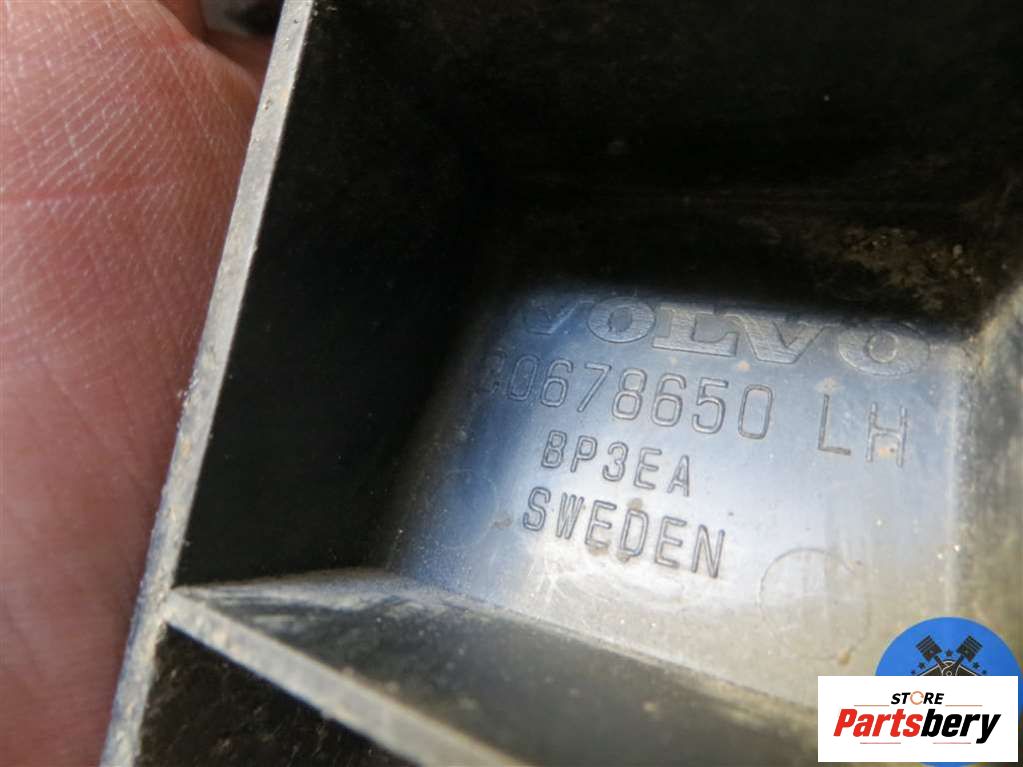 VOLVO
30678650 LH
BP3EA
SWEDEN
STORE
Partsbery